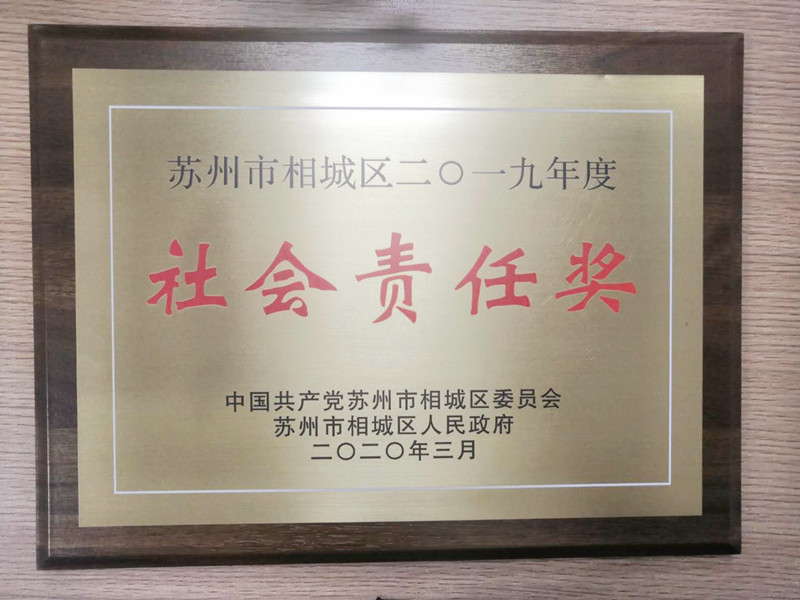 苏州市相城区二〇一九年度
社会责任奖
中国共产党苏州市相城区委员会
苏州市相城区人民政府
二〇二〇年三月